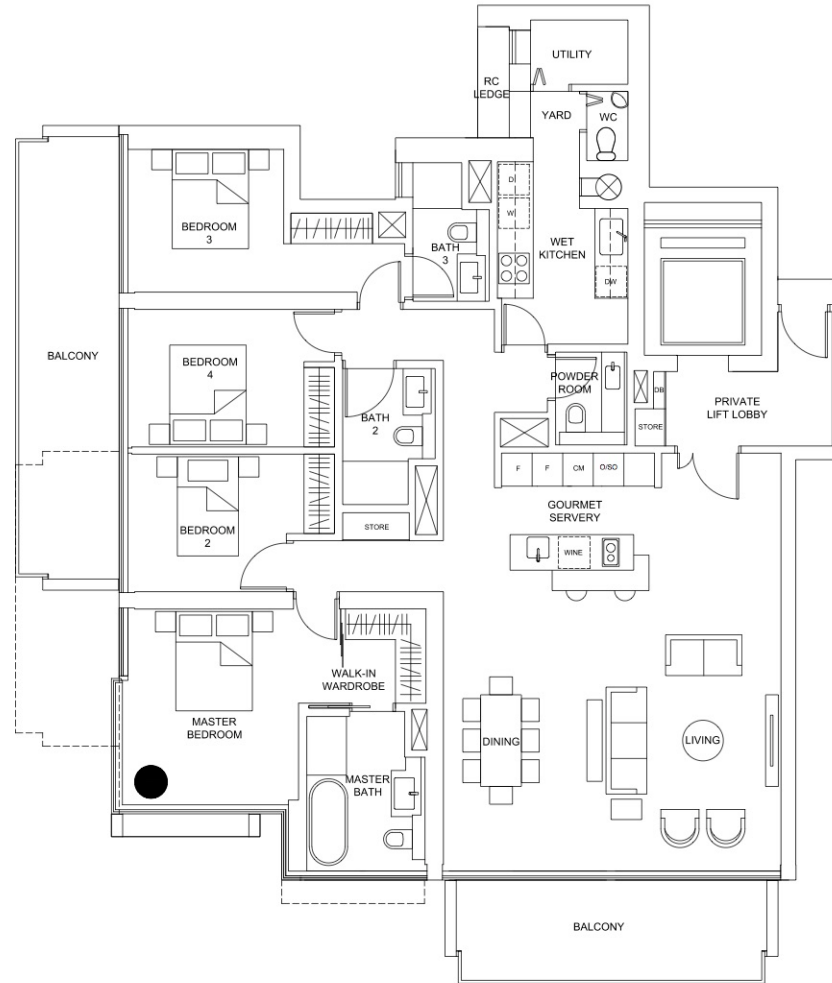 UTILITY
RC
LEDGE
YARD
WC
BEDROOM
3
D
W
BATH
3
WET
KITCHEN
DW
BALCONY
BEDROOM
4
BATH
2
POWDER
ROOM
DB
STORE
PRIVATE
LIFT LOBBY
F
F
CM
O/SO
BEDROOM
2
STORE
GOURMET
SERVERY
WINE
WALK-IN
WARDROBE
MASTER
BEDROOM
DINING
LIVING
MASTER
BATH
BALCONY